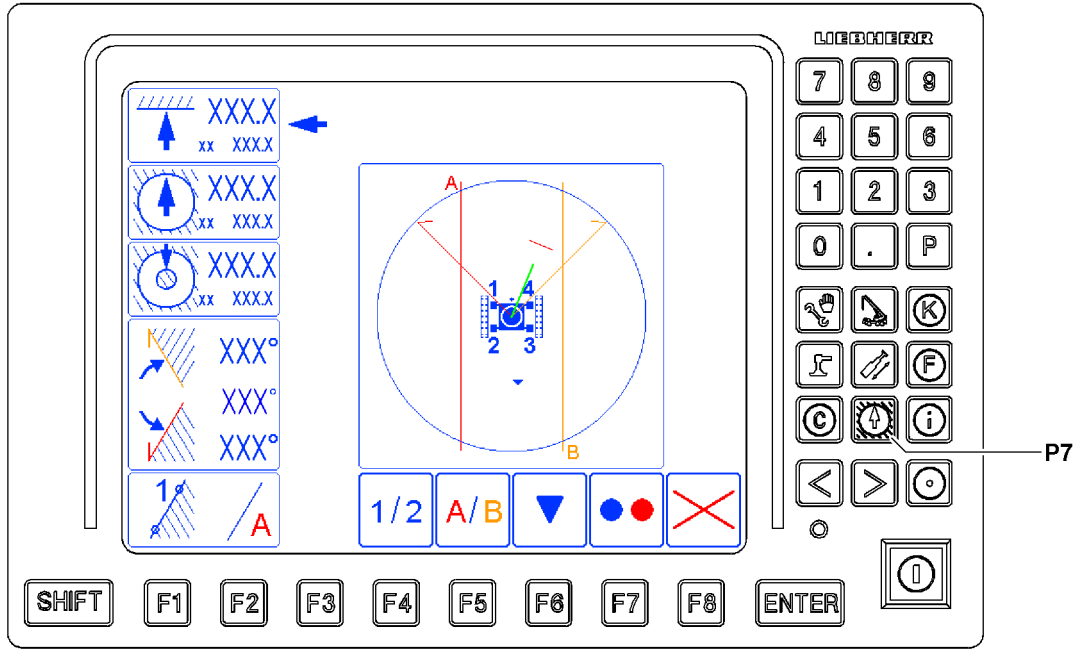 LIEBHERR
7 8 9
4 5 6
1 2 3
0 . P
K
F
C i
< >
P7
XXX.X
xx XXX.X
XXX.X
xx XXX.X
XXX.X
xx XXX.X
XXX°
XXX°
XXX°
1 A
A
B
1 4
2 3
1/2 A/B
SHIFT F1 F2 F3 F4 F5 F6 F7 F8 ENTER